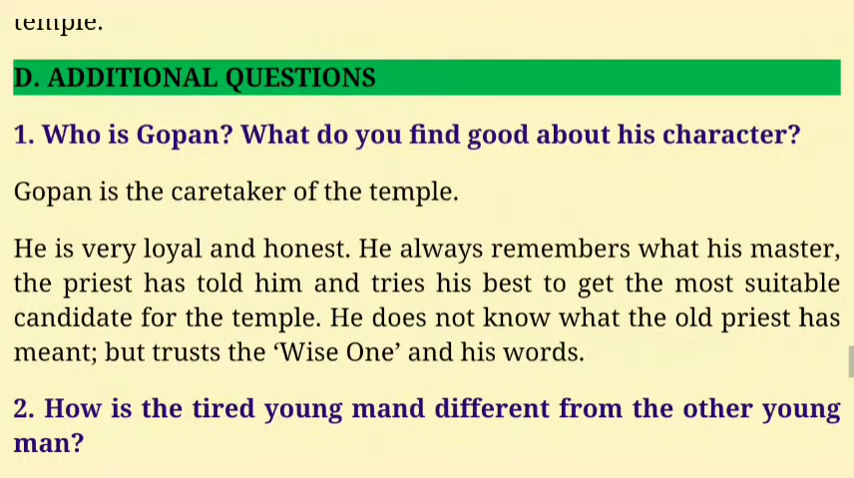 temple.
D. ADDITIONAL QUESTIONS
1. Who is Gopan? What do you find good about his character?
Gopan is the caretaker of the temple.
He is very loyal and honest. He always remembers what his master,
the priest has told him and tries his best to get the most suitable
candidate for the temple. He does not know what the old priest has
meant; but trusts the ‘Wise One’ and his words.
2. How is the tired young mand different from the other young
man?